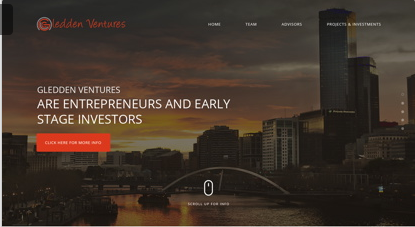 Gledden Ventures
HOME TEAM ADVISORS PROJECTS & INVESTMENTS
GLEDDEN VENTURES
ARE ENTREPRENEURS AND EARLY
STAGE INVESTORS
CLICK HERE FOR MORE INFO
SCROLL UP FOR INFO